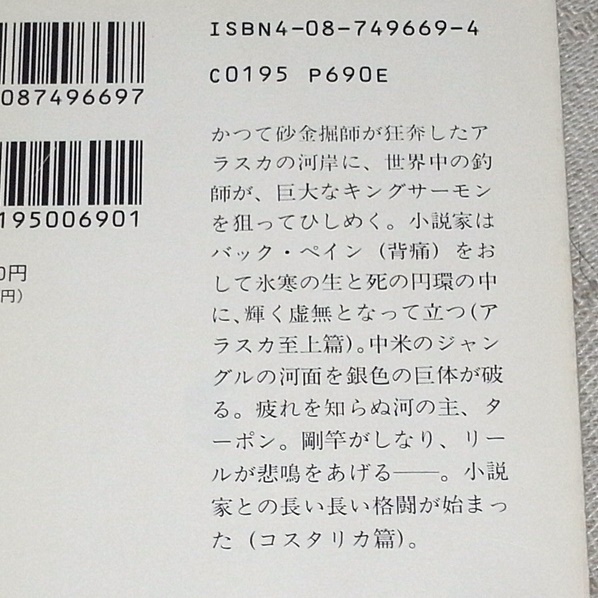 ISBN4-08-749669-4
C0195 P690E
087496697
195006901
0円
円)
かつて砂金掘師が狂奔したア
ラスカの河岸に、世界中の釣
師が、巨大なキングサーモン
を狙ってひしめく。小説家は
バック・ペイン(背痛)をお
して氷寒の生と死の円環の中
に、輝く虚無となって立つ(ア
ラスカ至上篇)。中米のジャン
グルの河面を銀色の巨体が破
る。疲れを知らぬ河の主、タ
ーポン。剛竿がしなり、リー
ルが悲鳴をあげる——。小説
家との長い長い格闘が始まっ
た(コスタリカ篇)。